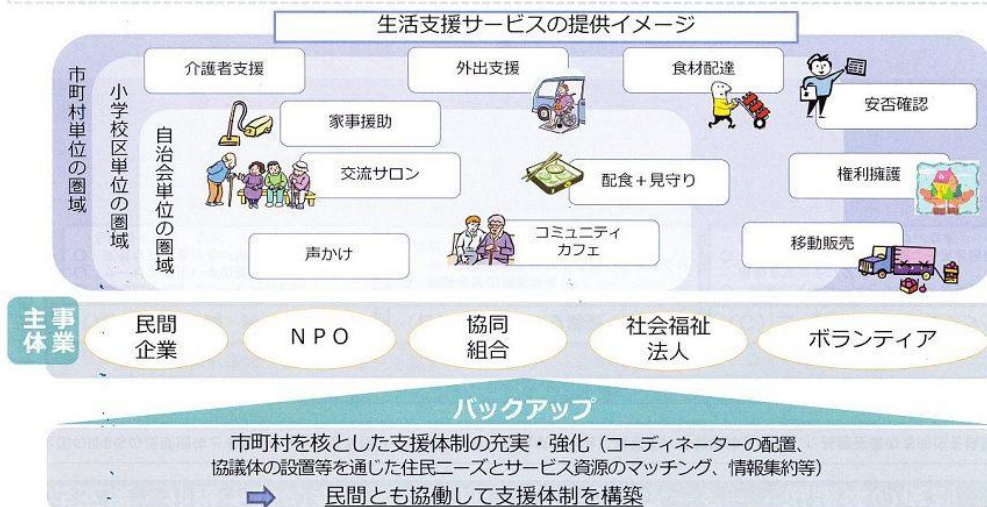 生活支援サービスの提供イメージ
市町村単位の圏域
小学校区単位の圏域
自治会単位の圏域
介護者支援
外出支援
食材配達
安否確認
家事援助
交流サロン
配食+見守り
権利擁護
声かけ
コミュニティ
カフェ
移動販売
事業
主体
民間
企業
NPO
協同
組合
社会福祉
法人
ボランティア
バックアップ
市町村を核とした支援体制の充実・強化(コーディネーターの配置、
協議体の設置等を通じた住民ニーズとサービス資源のマッチング、情報集約等)
民間とも協働して支援体制を構築